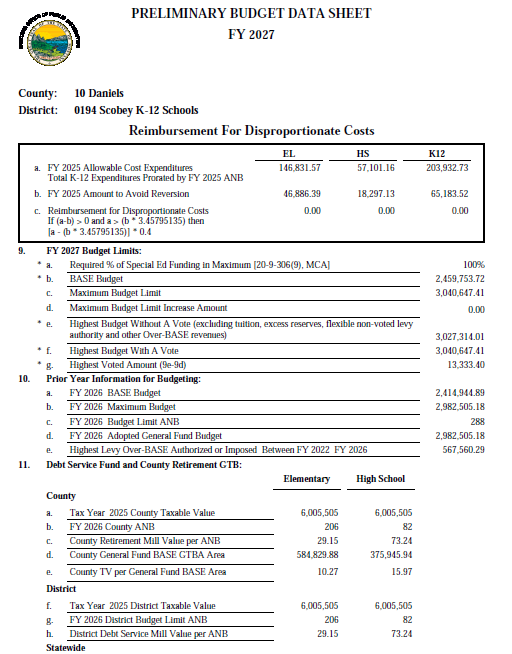 PRELIMINARY BUDGET DATA SHEET
FY 2027
County: 10 Daniels
District: 0194 Scobey K-12 Schools
Reimbursement For Disproportionate Costs
EL HS K12
a. FY 2025 Allowable Cost Expenditures 146,831.57 57,101.16 203,932.73
Total K-12 Expenditures Prorated by FY 2025 ANB
b. FY 2025 Amount to Avoid Reversion 46,886.39 18,297.13 65,183.52
c. Reimbursement for Disproportionate Costs 0.00 0.00 0.00
If (a-b) > 0 and a > (b * 3.45795135) then
[a - (b * 3.45795135)] * 0.4
9. FY 2027 Budget Limits:
* a. Required % of Special Ed Funding in Maximum [20-9-306(9), MCA] 100%
* b. BASE Budget 2,459,753.72
c. Maximum Budget Limit 3,040,647.41
d. Maximum Budget Limit Increase Amount 0.00
* e. Highest Budget Without A Vote (excluding tuition, excess reserves, flexible non-voted levy
authority and other Over-BASE revenues) 3,027,314.01
* f. Highest Budget With A Vote 3,040,647.41
* g. Highest Voted Amount (9e-9d) 13,333.40
10. Prior Year Information for Budgeting:
a. FY 2026 BASE Budget 2,414,944.89
b. FY 2026 Maximum Budget 2,982,505.18
c. FY 2026 Budget Limit ANB 288
d. FY 2026 Adopted General Fund Budget 2,982,505.18
e. Highest Levy Over-BASE Authorized or Imposed Between FY 2022 FY 2026 567,560.29
11. Debt Service Fund and County Retirement GTB:
Elementary High School
County
a. Tax Year 2025 County Taxable Value 6,005,505 6,005,505
b. FY 2026 County ANB 206 82
c. County Retirement Mill Value per ANB 29.15 73.24
d. County General Fund BASE GTBA Area 584,829.88 375,945.94
e. County TV per General Fund BASE Area 10.27 15.97
District
f. Tax Year 2025 District Taxable Value 6,005,505 6,005,505
g. FY 2026 District Budget Limit ANB 206 82
h. District Debt Service Mill Value per ANB 29.15 73.24
Statewide